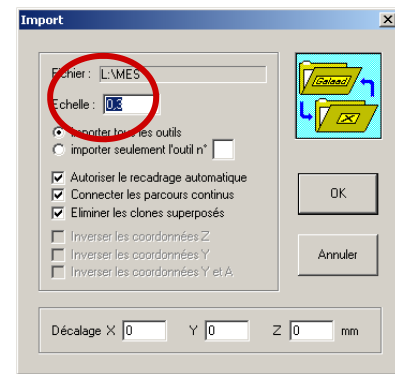 Import
Fichier : L:\MES
Echelle : 0.3
Importer tous les outils
importer seulement l'outil n°
Autoriser le recadrage automatique
Connecter les parcours continus
Eliminer les clones superposés
Inverser les coordonnées Z
Inverser les coordonnées Y
Inverser les coordonnées Y et A
Galaad
X
OK
Annuler
Décalage X 0 Y 0 Z 0 mm